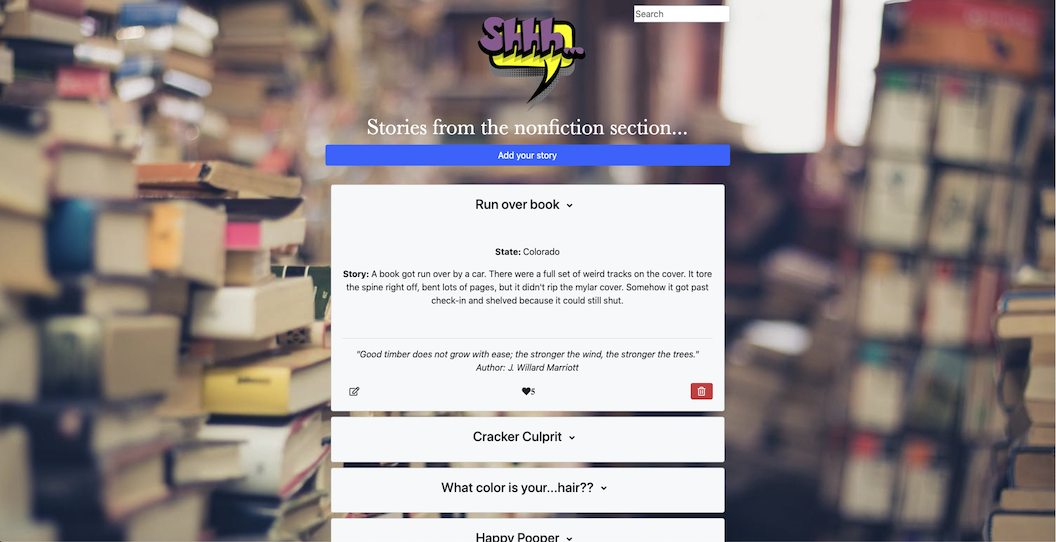 Search
Shhh...
Stories from the nonfiction section...
Add your story
Run over book
State: Colorado
Story: A book got run over by a car. There were a full set of weird tracks on the cover. It tore
the spine right off, bent lots of pages, but it didn't rip the mylar cover. Somehow it got past
check-in and shelved because it could still shut.
"Good timber does not grow with ease; the stronger the wind, the stronger the trees."
Author: J. Willard Marriott
5
Cracker Culprit
What color is your...hair??
Happy Pooper